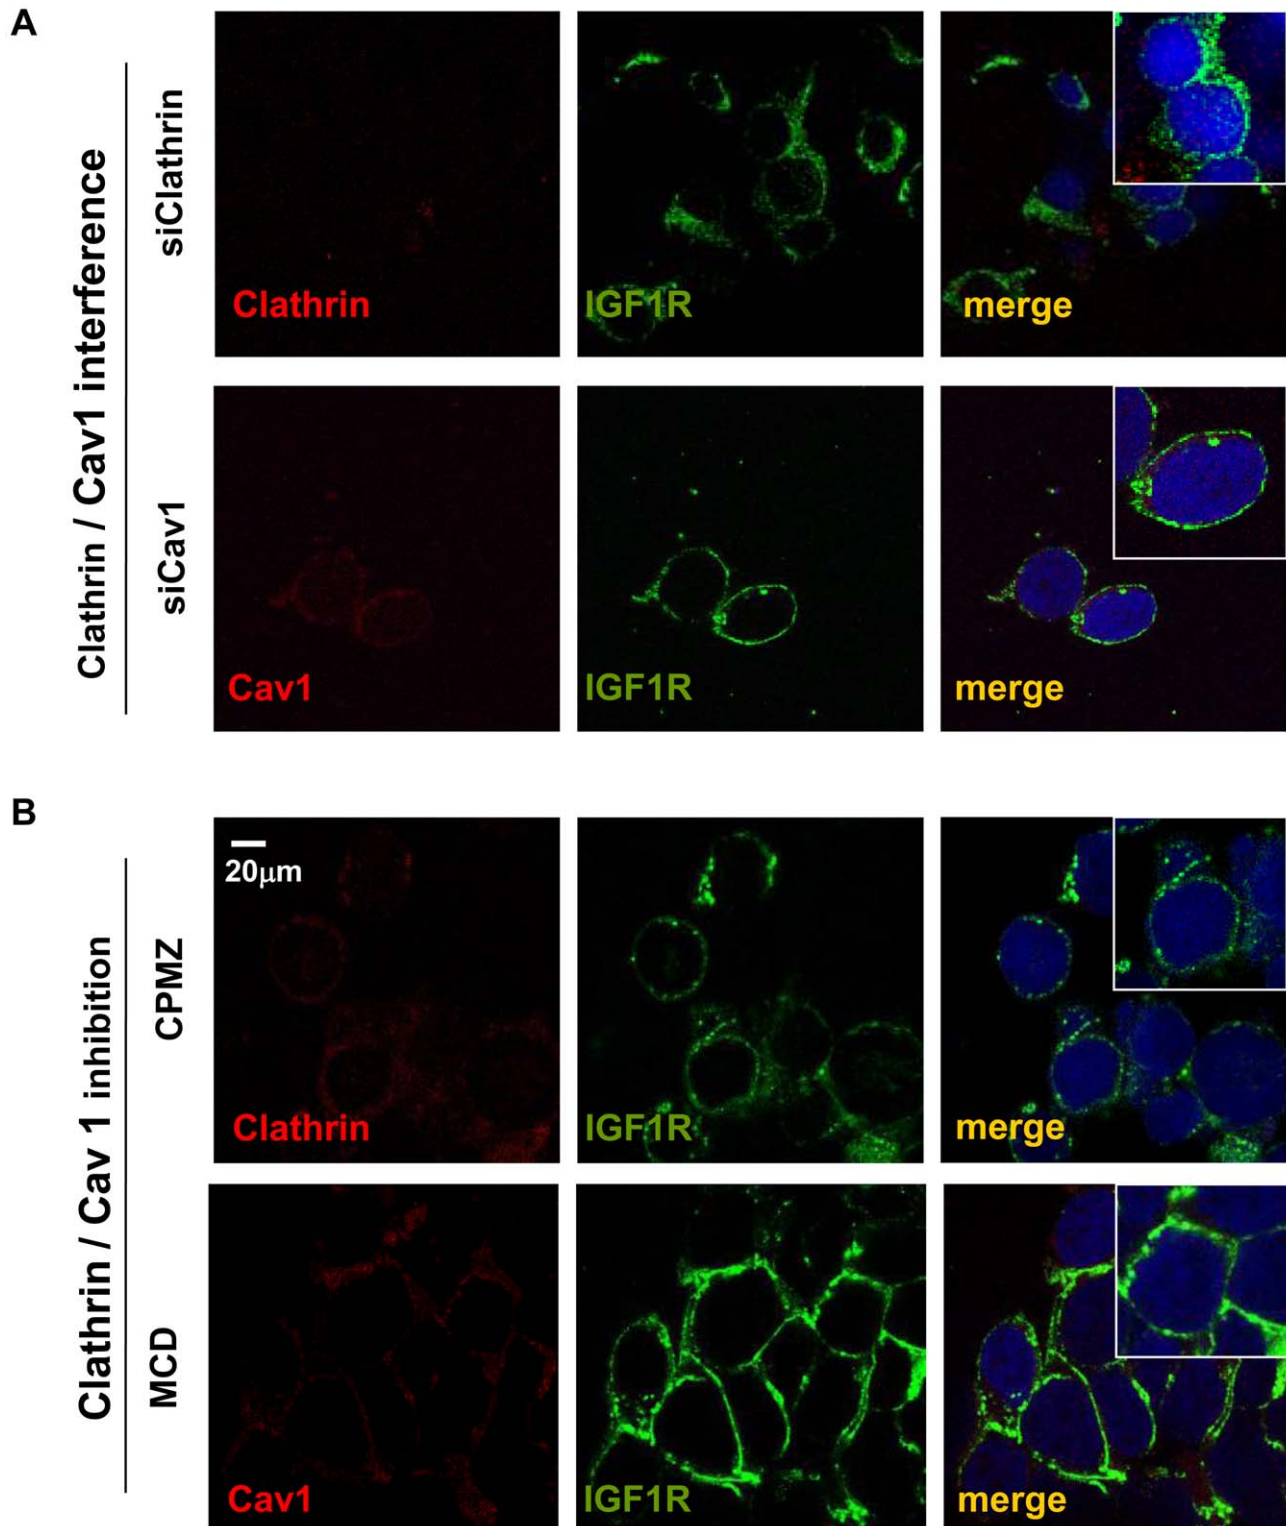 A
Clathrin / Cav1 interference
siClathrin
Clathrin
IGF1R
merge
siCav1
Cav1
IGF1R
merge
B
Clathrin / Cav 1 inhibition
CPMZ
20μm
Clathrin
IGF1R
merge
MCD
Cav1
IGF1R
merge